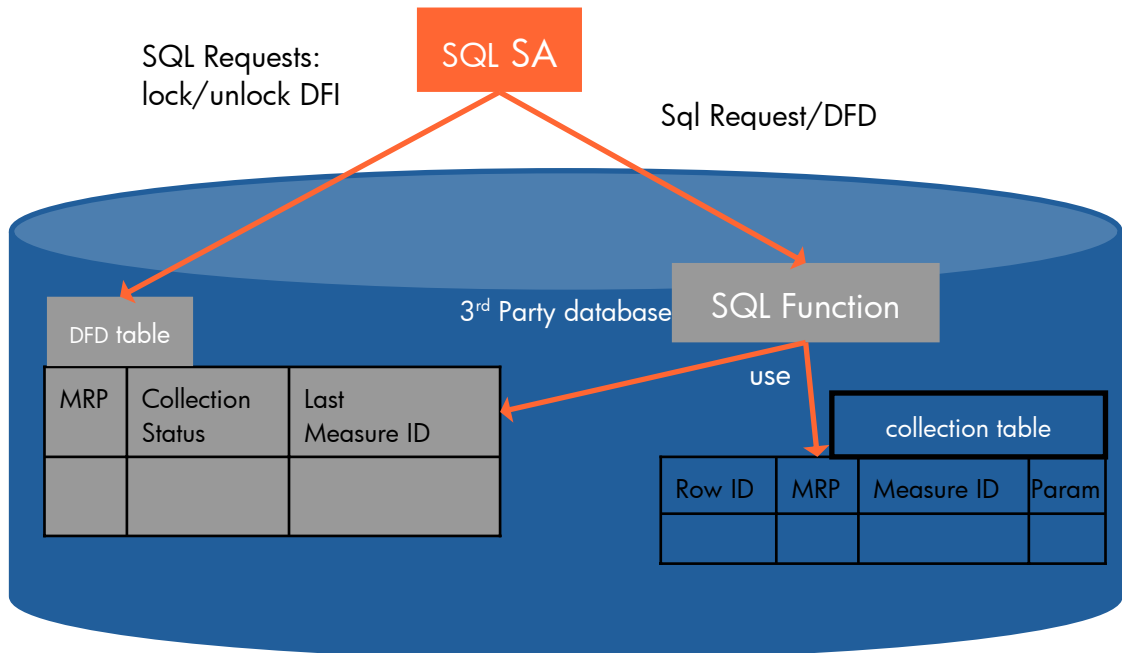 SQL Requests:
lock/unlock DFI
SQL SA
Sql Request/DFD
3rd Party database
SQL Function
DFD table
use
MRP
Collection
Status
Last
Measure ID
collection table
Row ID
MRP
Measure ID
Param